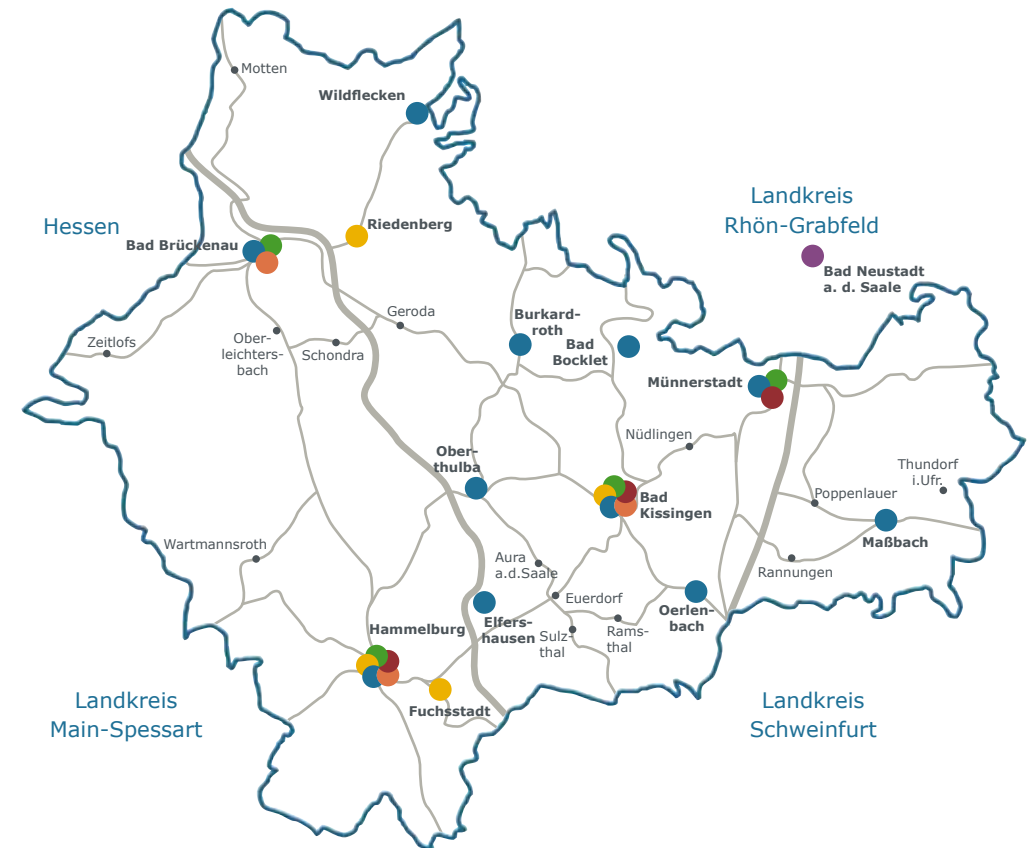 Motten
Wildflecken
Landkreis
Rhön-Grabfeld
Hessen
Riedenberg
Bad Brückenau
Bad Neustadt
a. d. Saale
Geroda
Burkard-
roth
Bad
Bocklet
Zeitlofs
Ober-
leichters-
bach
Schondra
Münnerstadt
Nüdlingen
Ober-
thulba
Thundorf
i.Ufr.
Poppenlauer
Bad
Kissingen
Maßbach
Wartmannsroth
Aura
a.d.Saale
Rannungen
Euerdorf
Oerlen-
bach
Elfers-
hausen
Hammelburg
Sulz-
thal
Rams-
thal
Fuchsstadt
Landkreis
Main-Spessart
Landkreis
Schweinfurt